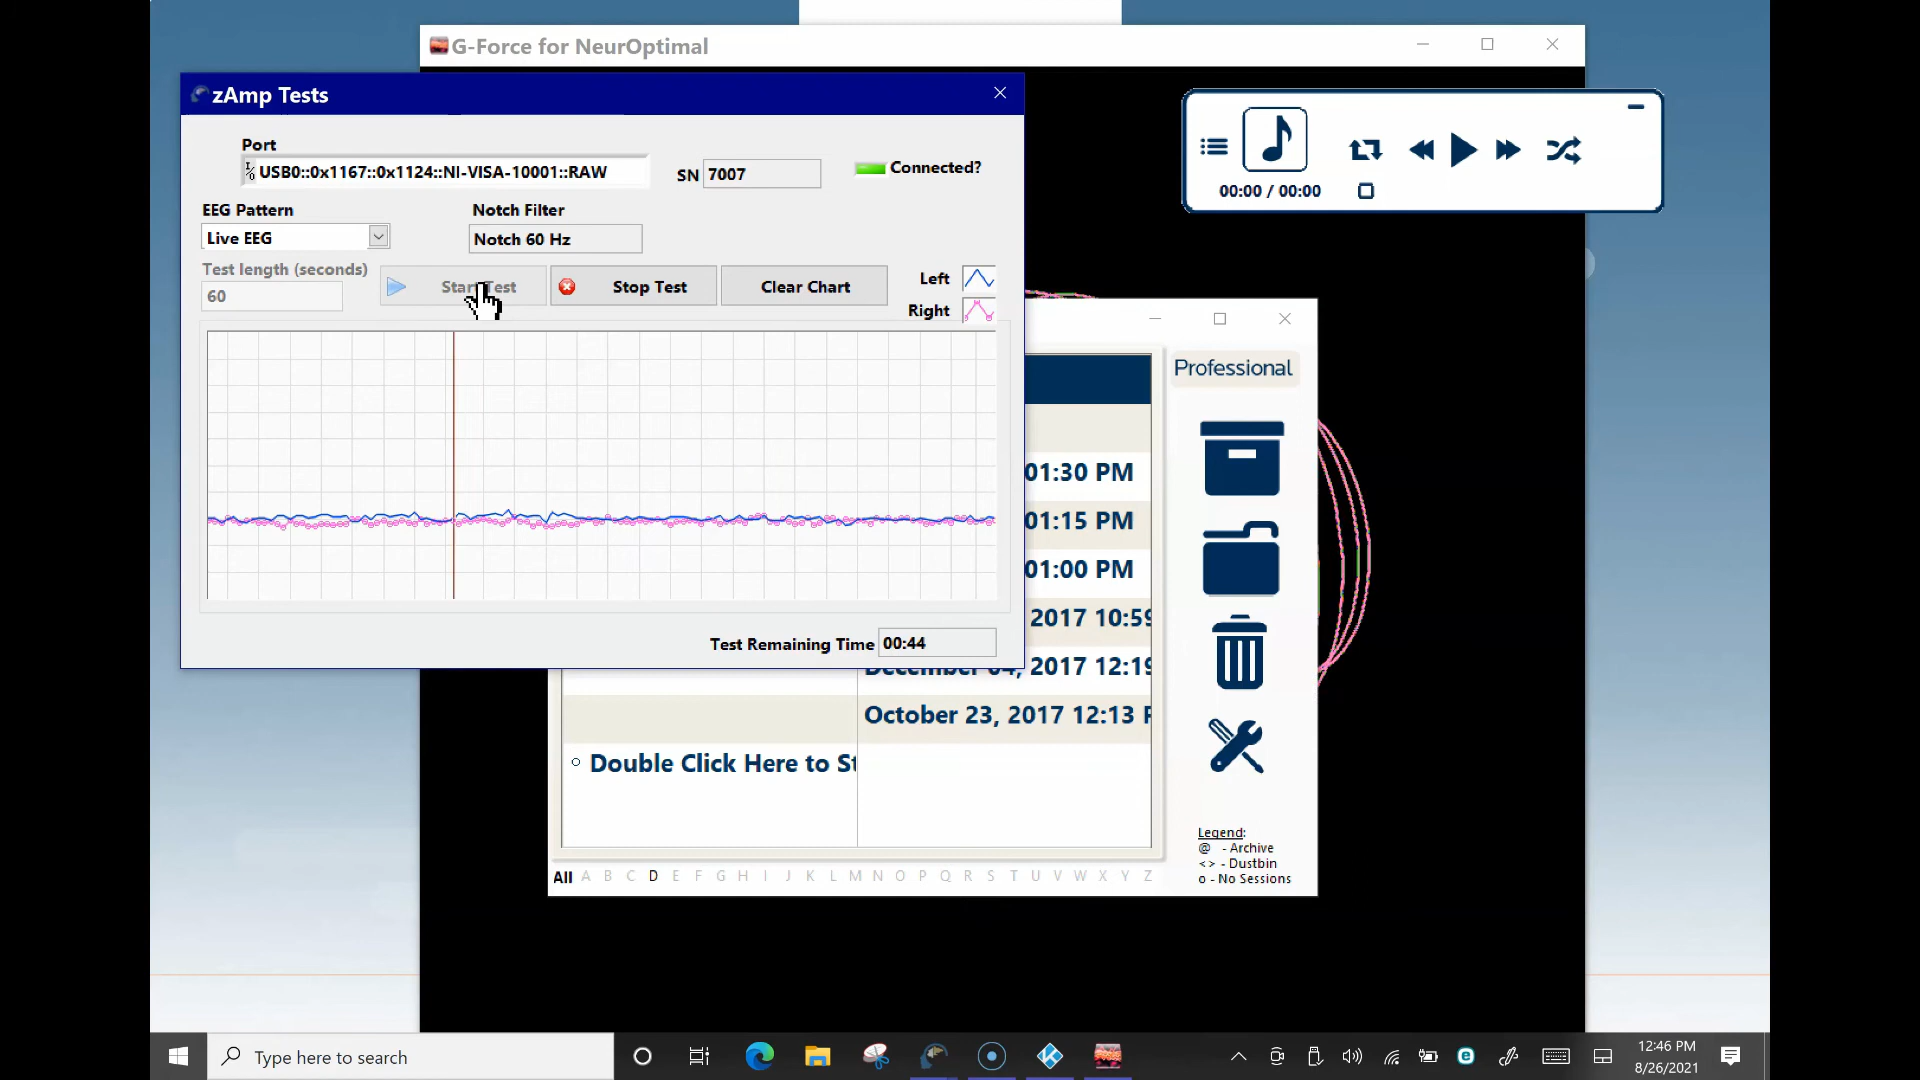 G-Force for NeurOptimal
zAmp Tests
Port
USB0::0x1167::0x1124::NI-VISA-10001::RAW
SN 7007
Connected?
EEG Pattern
Live EEG
Notch Filter
Notch 60 Hz
Test length (seconds)
60
Start Test
Stop Test
Clear Chart
Left
Right
Test Remaining Time 00:44
00:00 / 00:00
Professional
01:30 PM
01:15 PM
01:00 PM
2017 10:59
December 04, 2017 12:19
October 23, 2017 12:13 P
Double Click Here to St
Legend:
@ - Archive
<> - Dustbin
o - No Sessions
All A B C D E F G H I J K L M N O P Q R S T U V W X Y Z
Type here to search
12:46 PM
8/26/2021